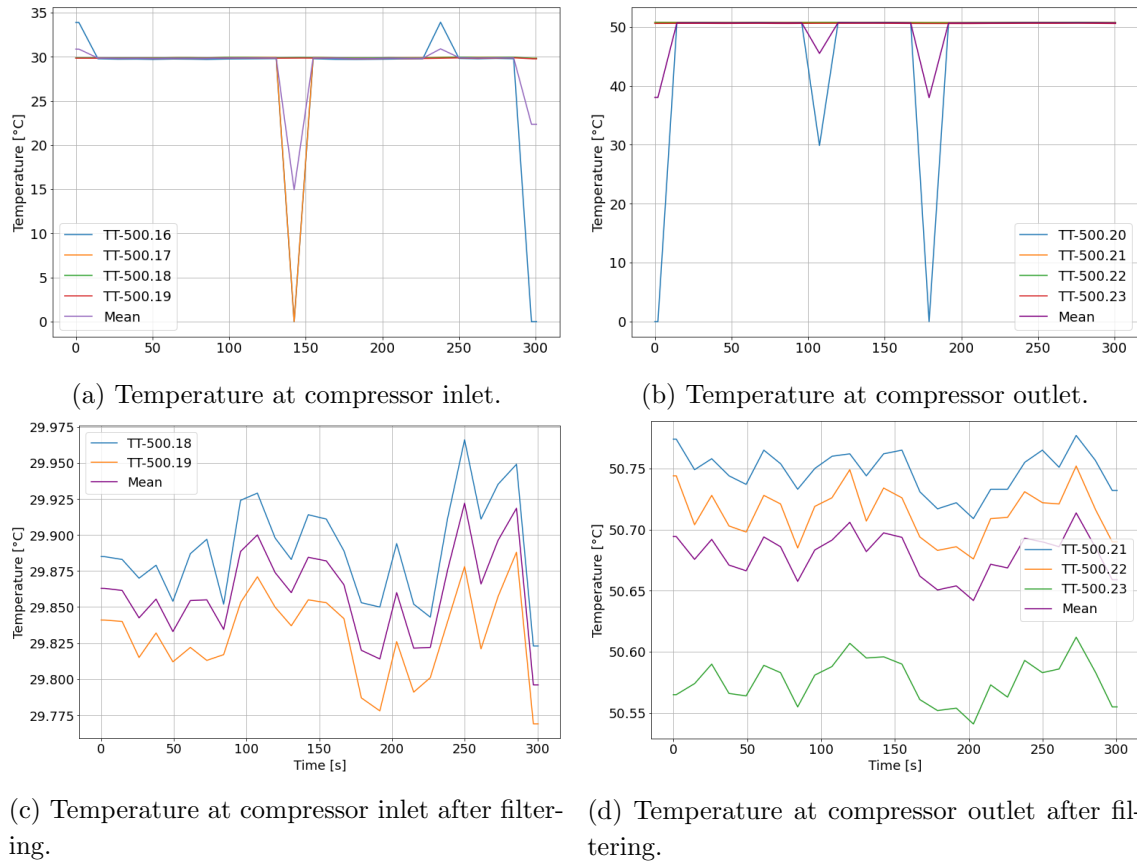 35
30
25
20
15
10
5
0
Temperature [°C]
TT-500.16
TT-500.17
TT-500.18
TT-500.19
Mean
0 50 100 150 200 250 300
(a) Temperature at compressor inlet.
50
40
30
20
10
0
Temperature [°C]
TT-500.20
TT-500.21
TT-500.22
TT-500.23
Mean
0 50 100 150 200 250 300
(b) Temperature at compressor outlet.
29.975
29.950
29.925
29.900
29.875
29.850
29.825
29.800
29.775
Temperature [°C]
TT-500.18
TT-500.19
Mean
0 50 100 150 200 250 300
Time [s]
(c) Temperature at compressor inlet after filter-
ing.
50.75
50.70
50.65
50.60
50.55
Temperature [°C]
TT-500.21
TT-500.22
TT-500.23
Mean
0 50 100 150 200 250 300
Time [s]
(d) Temperature at compressor outlet after fil-
tering.